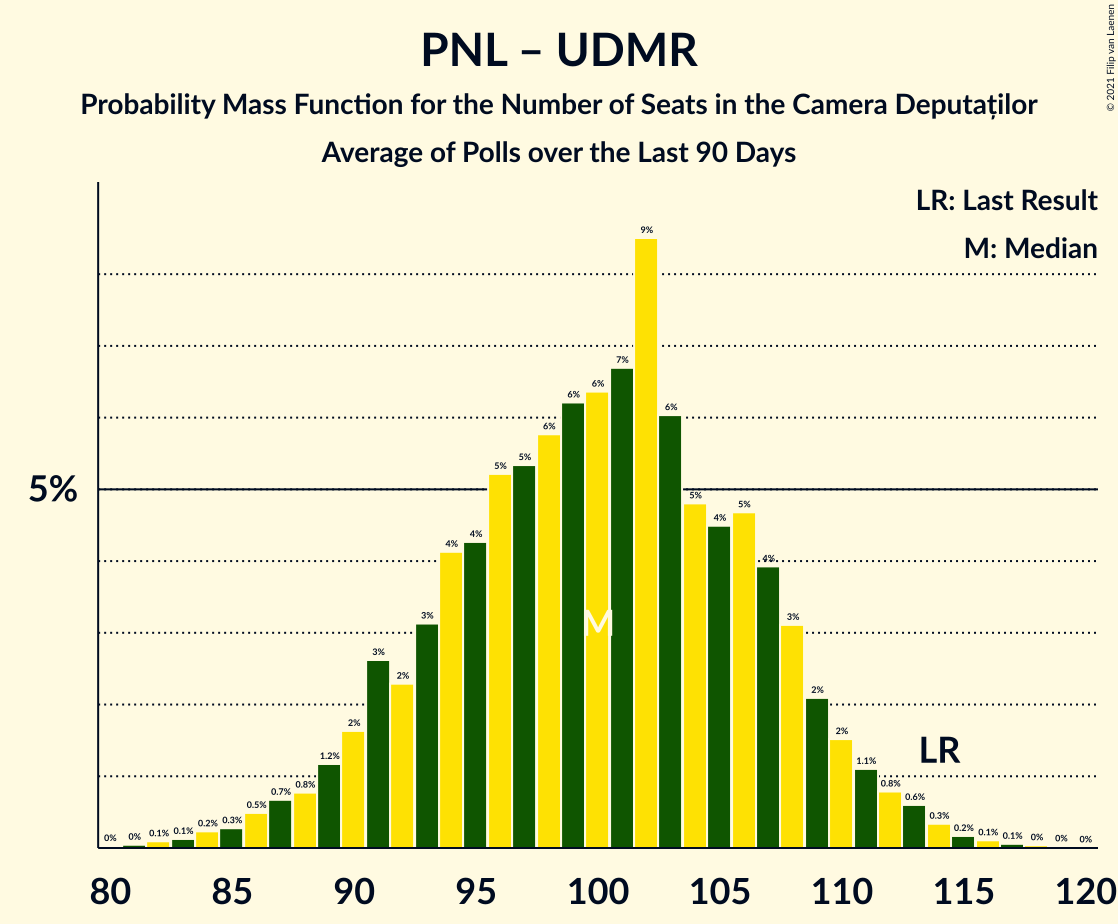 PNL – UDMR
Probability Mass Function for the Number of Seats in the Camera Deputaților
Average of Polls over the Last 90 Days
© 2021 Filip van Laenen
LR: Last Result
M: Median
5%
0% 0% 0.1% 0.1% 0.2% 0.3% 0.5% 0.7% 0.8% 1.2% 2% 3% 2% 3% 4% 4% 5% 5% 6% 6% 6% 7% 9% 6% 5% 4% 5% 4% 3% 2% 2% 1.1% 0.8% 0.6% 0.3% 0.2% 0.1% 0.1% 0% 0% 0%
M
LR
80 85 90 95 100 105 110 115 120